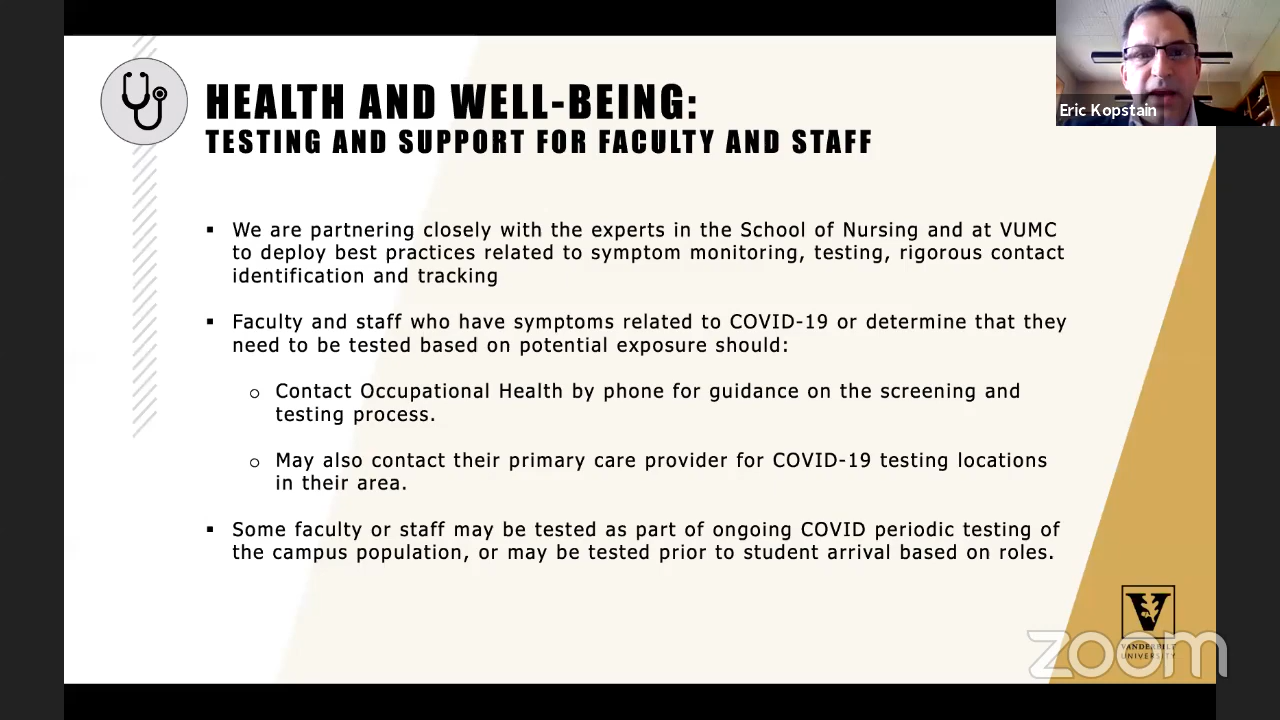 HEALTH AND WELL-BEING:
TESTING AND SUPPORT FOR FACULTY AND STAFF
Eric Kopstain
▪ We are partnering closely with the experts in the School of Nursing and at VUMC
to deploy best practices related to symptom monitoring, testing, rigorous contact
identification and tracking
▪ Faculty and staff who have symptoms related to COVID-19 or determine that they
need to be tested based on potential exposure should:
o Contact Occupational Health by phone for guidance on the screening and
testing process.
o May also contact their primary care provider for COVID-19 testing locations
in their area.
▪ Some faculty or staff may be tested as part of ongoing COVID periodic testing of
the campus population, or may be tested prior to student arrival based on roles.
V
VANDERBILT
UNIVERSITY
zoom